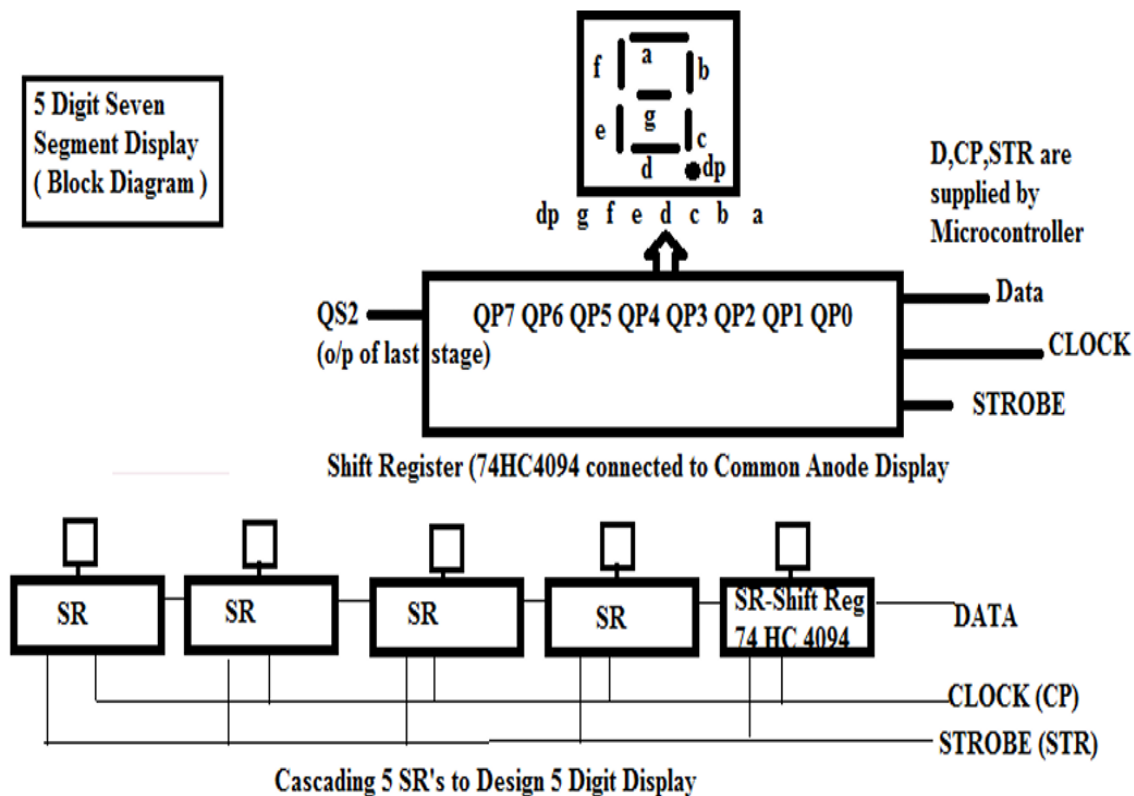 5 Digit Seven
Segment Display
( Block Diagram )
a
f
b
g
e
c
d
dp
dp g f e d c b a
D,CP,STR are
supplied by
Microcontroller
Data
QS2
QP7 QP6 QP5 QP4 QP3 QP2 QP1 QP0
(o/p of last stage)
CLOCK
STROBE
Shift Register (74HC4094 connected to Common Anode Display
SR
SR
SR
SR
SR-Shift Reg
74 HC 4094
DATA
CLOCK (CP)
STROBE (STR)
Cascading 5 SR's to Design 5 Digit Display